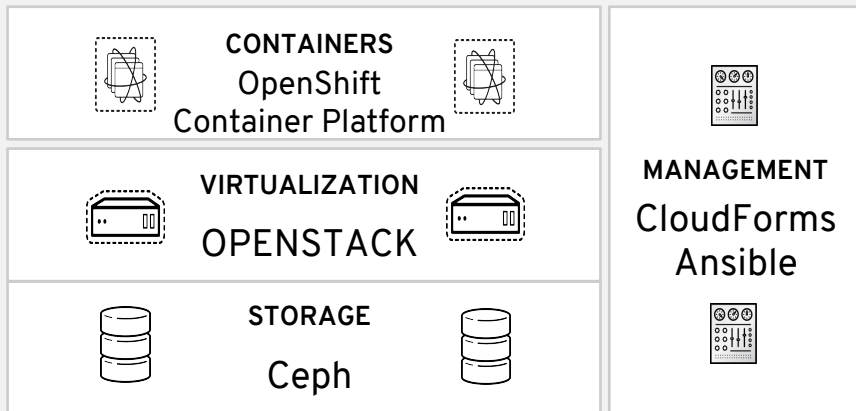 CONTAINERS
OpenShift
Container Platform
VIRTUALIZATION
OPENSTACK
STORAGE
Ceph
MANAGEMENT
CloudForms
Ansible